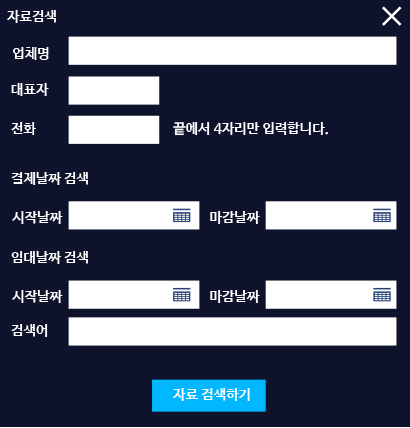 자료검색
업체명
대표자
전화 끝에서 4자리만 입력합니다.
결제날짜 검색
시작날짜 마감날짜
임대날짜 검색
시작날짜 마감날짜
검색어
자료 검색하기